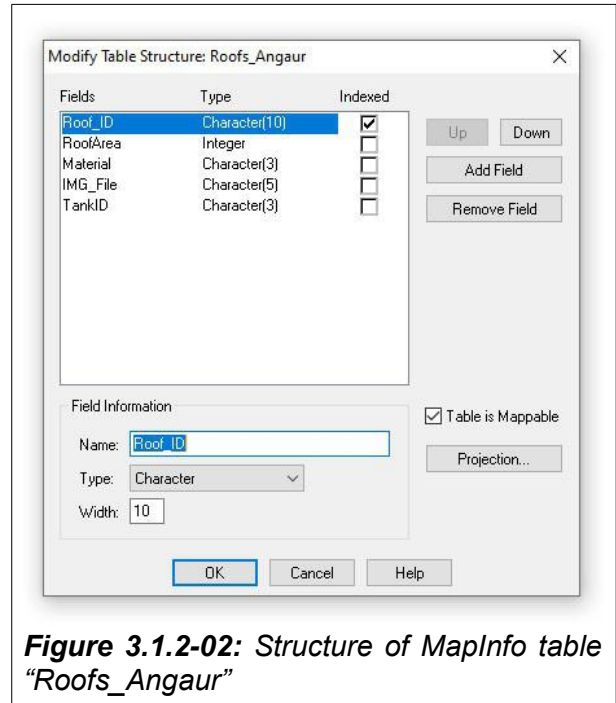 Modify Table Structure: Roofs_Angaur
Fields Type Indexed
Roof_ID Character(10)
RoofArea Integer
Material Character(3)
IMG_File Character(5)
TankID Character(3)
Up Down
Add Field
Remove Field
Field Information
Name: Roof_ID
Type: Character
Width: 10
Table is Mappable
Projection...
OK Cancel Help
Figure 3.1.2-02: Structure of MapInfo table
“Roofs_Angaur”